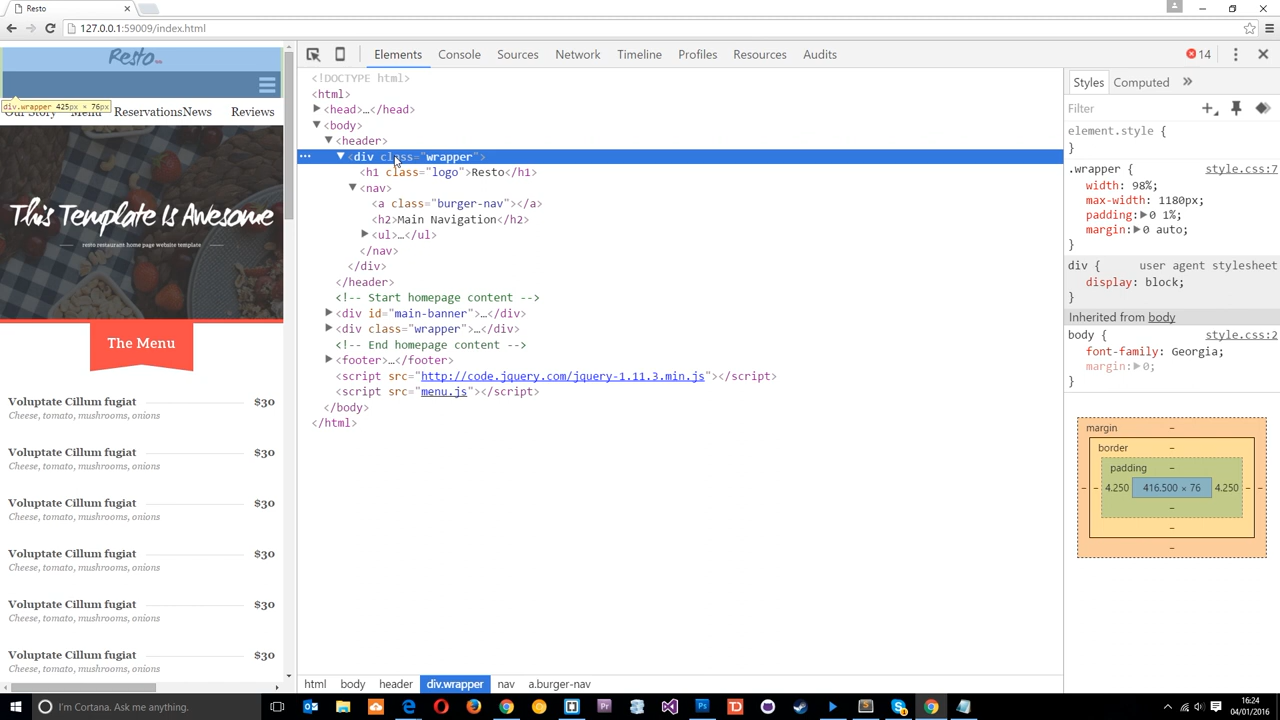 Resto
127.0.0.1:59009/index.html
Resto
div.wrapper 425px × 76px
Our Story Menu Reservations News Reviews
This Template Is Awesome
resto restaurant home page website template
The Menu
Voluptate Cillum fugiat $30
Cheese, tomato, mushrooms, onions
Voluptate Cillum fugiat $30
Cheese, tomato, mushrooms, onions
Voluptate Cillum fugiat $30
Cheese, tomato, mushrooms, onions
Voluptate Cillum fugiat $30
Cheese, tomato, mushrooms, onions
Voluptate Cillum fugiat $30
Cheese, tomato, mushrooms, onions
Voluptate Cillum fugiat $30
Cheese, tomato, mushrooms, onions
Elements Console Sources Network Timeline Profiles Resources Audits 14
<!DOCTYPE html>
<html>
<head>…</head>
<body>
<header>
<div class="wrapper">
<h1 class="logo">Resto</h1>
<nav>
<a class="burger-nav"></a>
<h2>Main Navigation</h2>
<ul>…</ul>
</nav>
</div>
</header>
<!-- Start homepage content -->
<div id="main-banner">…</div>
<div class="wrapper">…</div>
<!-- End homepage content -->
<footer>…</footer>
<script src="http://code.jquery.com/jquery-1.11.3.min.js"></script>
<script src="menu.js"></script>
</body>
</html>
html body header div.wrapper nav a.burger-nav
Styles Computed »
Filter
element.style {
}
.wrapper { style.css:7
width: 98%;
max-width: 1180px;
padding: 0 1%;
margin: 0 auto;
}
div { user agent stylesheet
display: block;
}
Inherited from body
body { style.css:2
font-family: Georgia;
margin: 0;
}
margin –
border –
padding –
– – 4.250 416.500 × 76 4.250 – –
–
–
–
I'm Cortana. Ask me anything.
16:24
04/01/2016